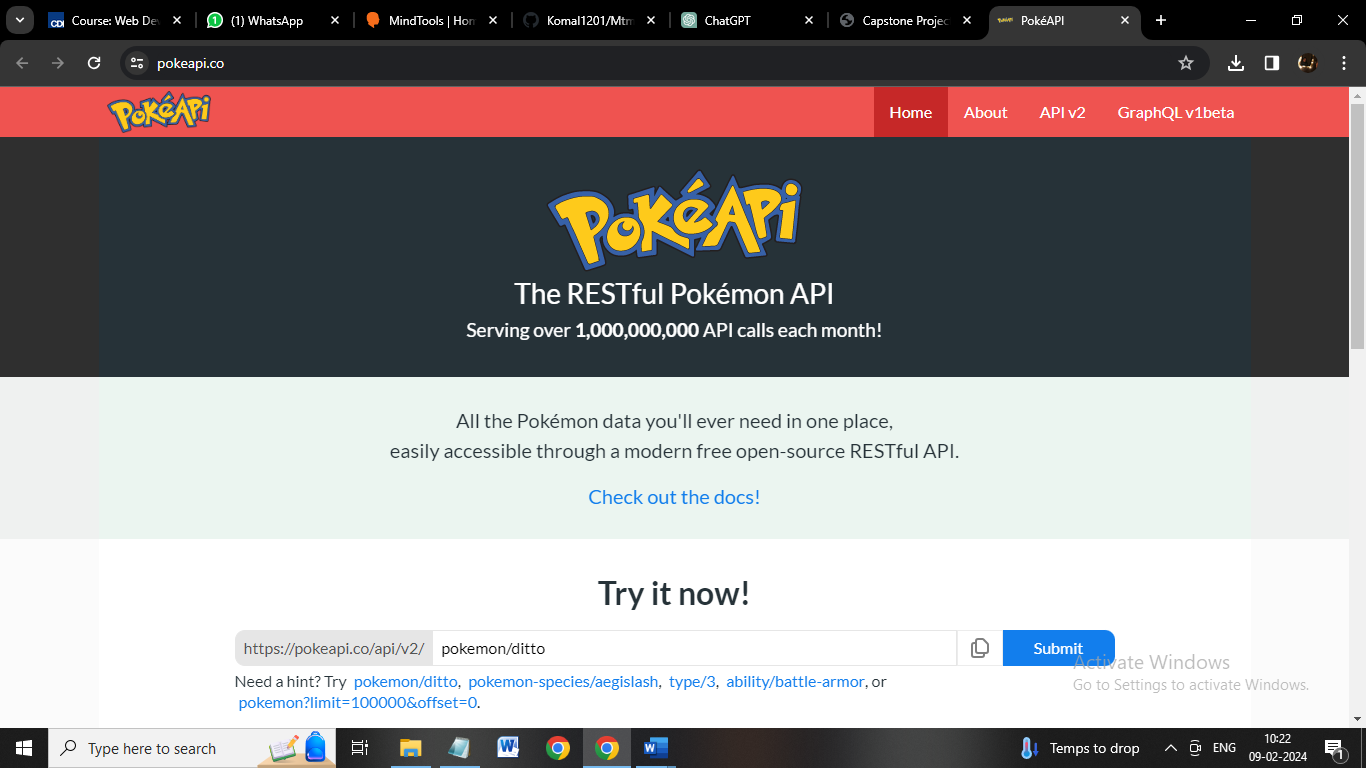 Course: Web De
(1) WhatsApp
MindTools | Hon
Komal1201/Mtm
ChatGPT
Capstone Projec
PokéAPI
pokeapi.co
PokéAPi
Home
About
API v2
GraphQL v1beta
PokéAPi
The RESTful Pokémon API
Serving over 1,000,000,000 API calls each month!
All the Pokémon data you'll ever need in one place,
easily accessible through a modern free open-source RESTful API.
Check out the docs!
Try it now!
https://pokeapi.co/api/v2/ pokemon/ditto Submit
Need a hint? Try pokemon/ditto, pokemon-species/aegislash, type/3, ability/battle-armor, or
pokemon?limit=100000&offset=0.
Activate Windows
Go to Settings to activate Windows.
Type here to search
Temps to drop
ENG
10:22
09-02-2024
1